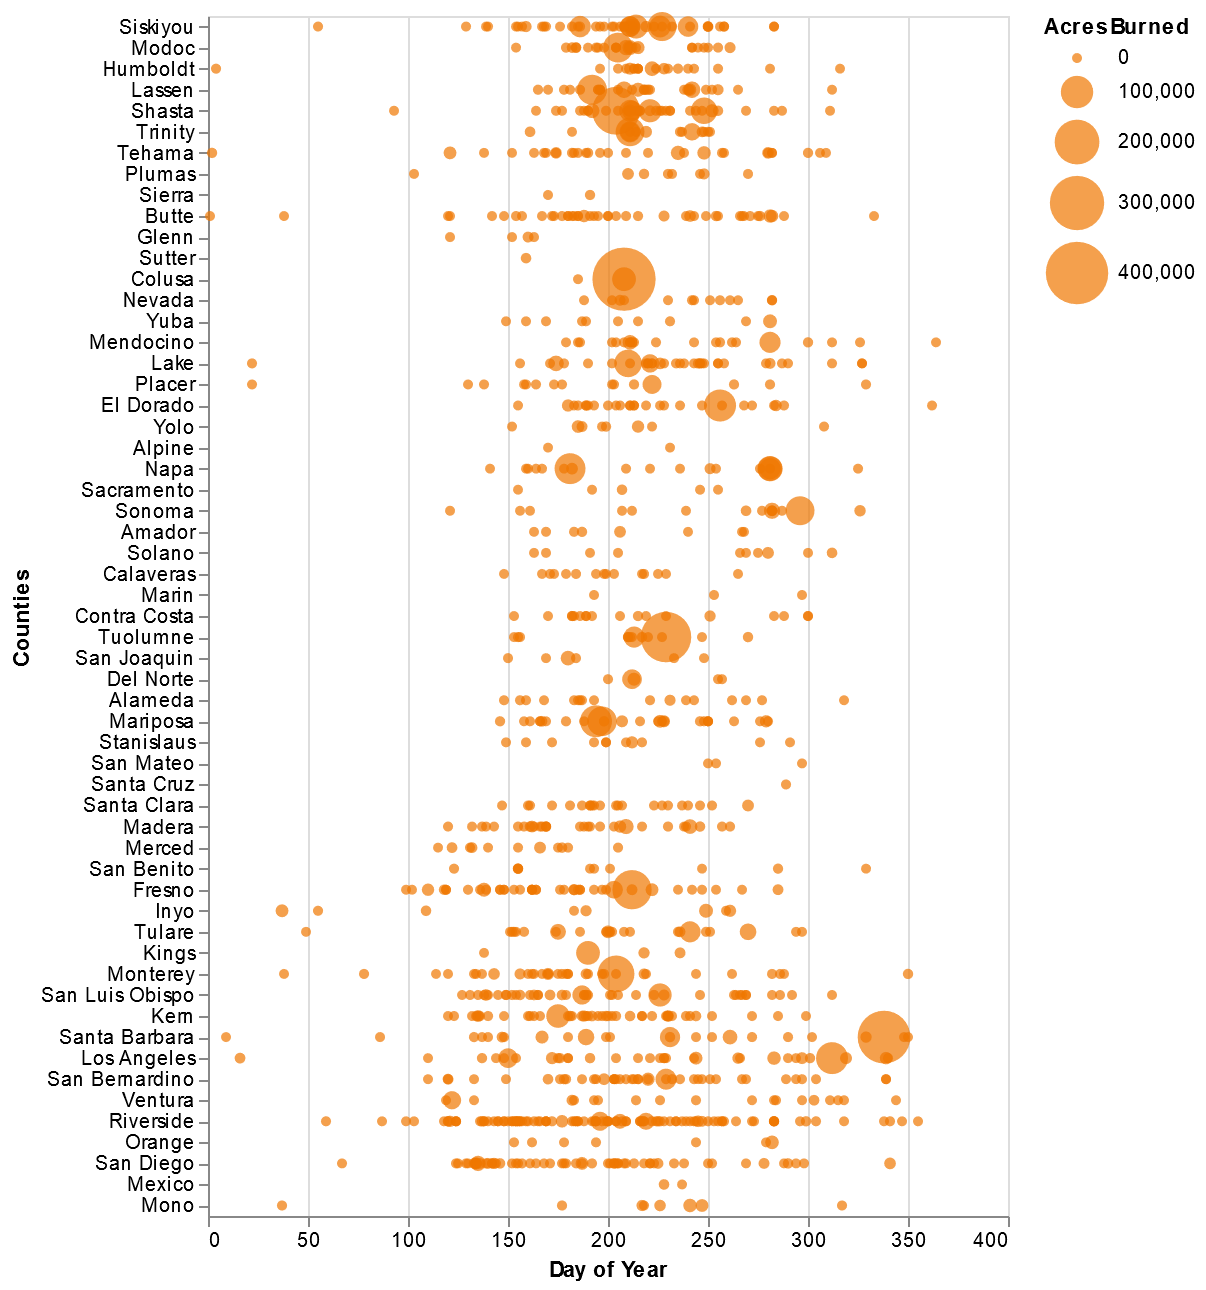 Acres Burned
0
100,000
200,000
300,000
400,000
Counties
Siskiyou
Modoc
Humboldt
Lassen
Shasta
Trinity
Tehama
Plumas
Sierra
Butte
Glenn
Sutter
Colusa
Nevada
Yuba
Mendocino
Lake
Placer
El Dorado
Yolo
Alpine
Napa
Sacramento
Sonoma
Amador
Solano
Calaveras
Marin
Contra Costa
Tuolumne
San Joaquin
Del Norte
Alameda
Mariposa
Stanislaus
San Mateo
Santa Cruz
Santa Clara
Madera
Merced
San Benito
Fresno
Inyo
Tulare
Kings
Monterey
San Luis Obispo
Kern
Santa Barbara
Los Angeles
San Bernardino
Ventura
Riverside
Orange
San Diego
Mexico
Mono
0 50 100 150 200 250 300 350 400
Day of Year